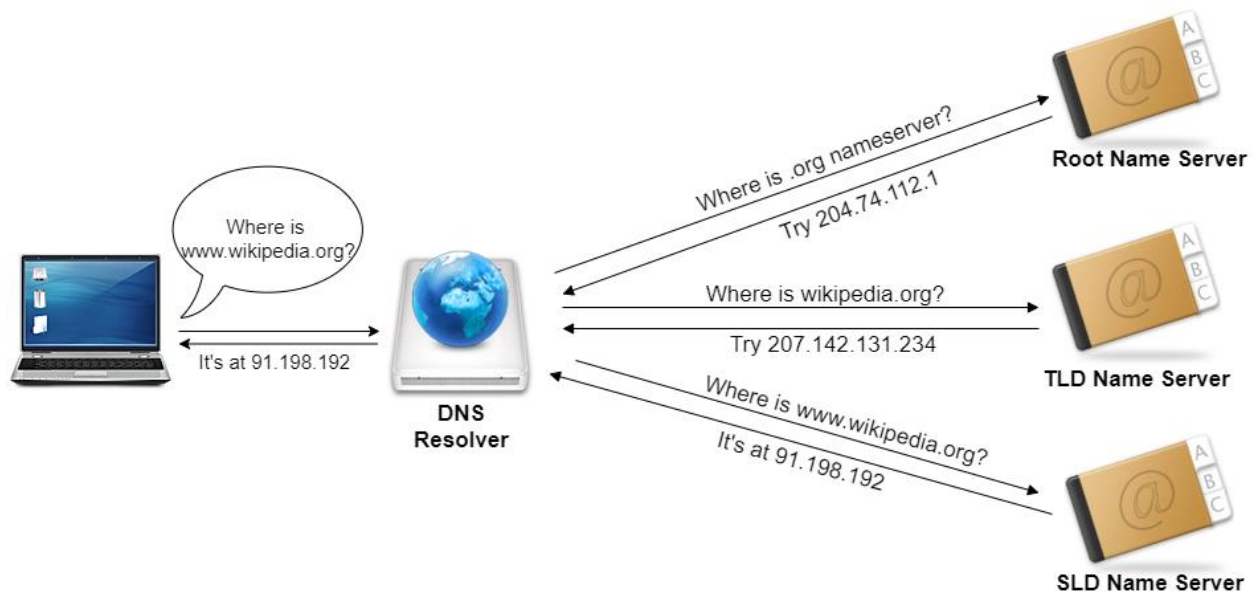 Where is
www.wikipedia.org?
It's at 91.198.192
DNS
Resolver
Where is .org nameserver?
Try 204.74.112.1
Where is wikipedia.org?
Try 207.142.131.234
Where is www.wikipedia.org?
It's at 91.198.192
@
A
B
C
Root Name Server
@
A
B
C
TLD Name Server
@
A
B
C
SLD Name Server